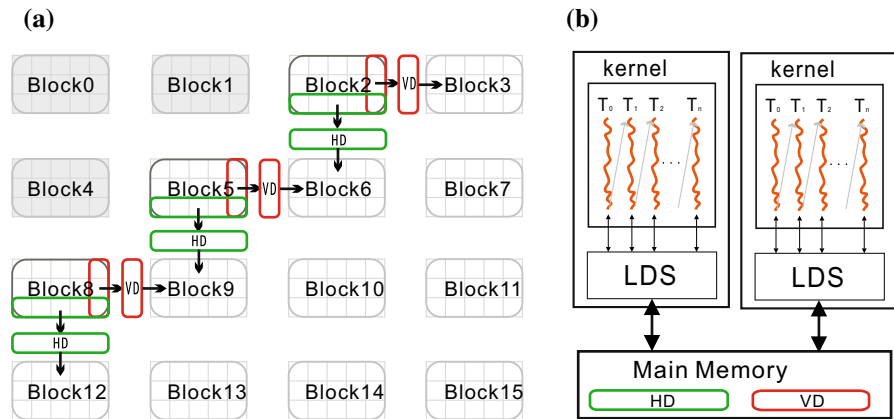 (a)
Block0
Block1
Block2
VD
Block3
HD
Block4
Block5
VD
Block6
Block7
HD
Block8
VD
Block9
Block10
Block11
HD
Block12
Block13
Block14
Block15
(b)
kernel
T0 T1 T2 Tn
. . . .
LDS
kernel
T0 T1 T2 Tn
. . . .
LDS
Main Memory
HD
VD